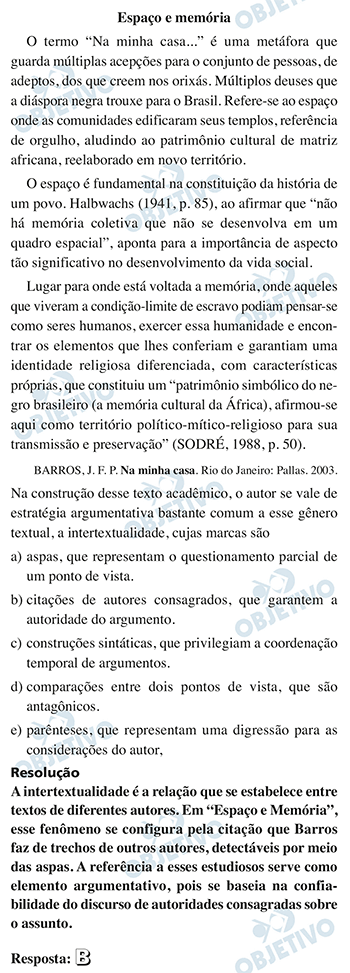 Espaço e memória
O termo “Na minha casa...” é uma metáfora que
guarda múltiplas acepções para o conjunto de pessoas, de
adeptos, dos que creem nos orixás. Múltiplos deuses que
a diáspora negra trouxe para o Brasil. Refere-se ao espaço
onde as comunidades edificaram seus templos, referência
de orgulho, aludindo ao patrimônio cultural de matriz
africana, reelaborado em novo território.
O espaço é fundamental na constituição da história de
um povo. Halbwachs (1941, p. 85), ao afirmar que “não
há memória coletiva que não se desenvolva em um
quadro espacial”, aponta para a importância de aspecto
tão significativo no desenvolvimento da vida social.
Lugar para onde está voltada a memória, onde aqueles
que viveram a condição-limite de escravo podiam pensar-se
como seres humanos, exercer essa humanidade e encon-
trar os elementos que lhes conferiam e garantiam uma
identidade religiosa diferenciada, com características
próprias, que constituiu um “patrimônio simbólico do ne-
gro brasileiro (a memória cultural da África), afirmou-se
aqui como território político-mítico-religioso para sua
transmissão e preservação” (SODRÉ, 1988, p. 50).
BARROS, J. F. P. Na minha casa. Rio do Janeiro: Pallas. 2003.
Na construção desse texto acadêmico, o autor se vale de
estratégia argumentativa bastante comum a esse gênero
textual, a intertextualidade, cujas marcas são
a) aspas, que representam o questionamento parcial de
um ponto de vista.
b) citações de autores consagrados, que garantem a
autoridade do argumento.
c) construções sintáticas, que privilegiam a coordenação
temporal de argumentos.
d) comparações entre dois pontos de vista, que são
antagônicos.
e) parênteses, que representam uma digressão para as
considerações do autor,
Resolução
A intertextualidade é a relação que se estabelece entre
textos de diferentes autores. Em “Espaço e Memória”,
esse fenômeno se configura pela citação que Barros
faz de trechos de outros autores, detectáveis por meio
das aspas. A referência a esses estudiosos serve como
elemento argumentativo, pois se baseia na confia-
bilidade do discurso de autoridades consagradas sobre
o assunto.
Resposta: B